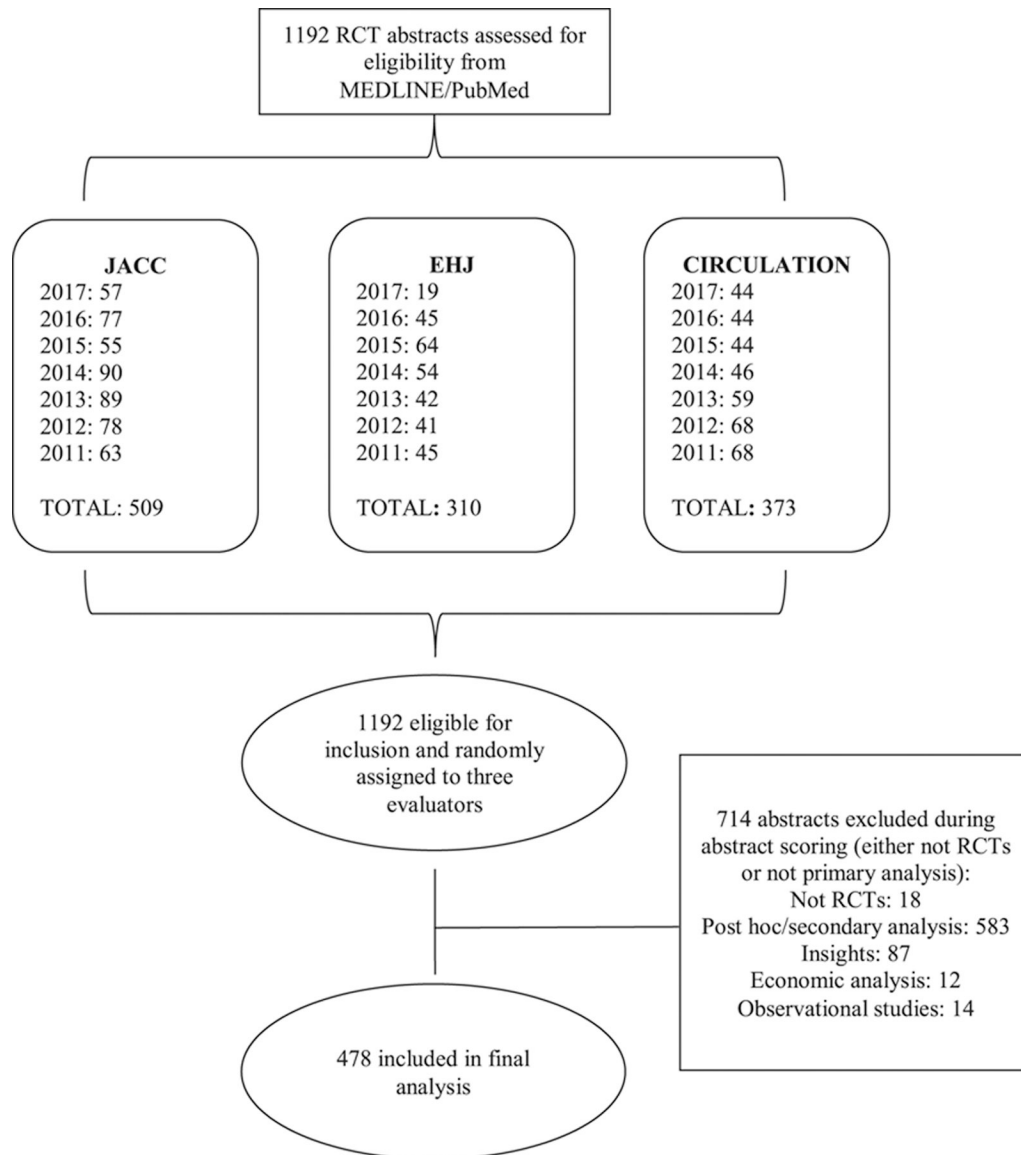 1192 RCT abstracts assessed for
eligibility from
MEDLINE/PubMed
JACC
2017: 57
2016: 77
2015: 55
2014: 90
2013: 89
2012: 78
2011: 63
TOTAL: 509
EHJ
2017: 19
2016: 45
2015: 64
2014: 54
2013: 42
2012: 41
2011: 45
TOTAL: 310
CIRCULATION
2017: 44
2016: 44
2015: 44
2014: 46
2013: 59
2012: 68
2011: 68
TOTAL: 373
1192 eligible for
inclusion and randomly
assigned to three
evaluators
714 abstracts excluded during
abstract scoring (either not RCTs
or not primary analysis):
Not RCTs: 18
Post hoc/secondary analysis: 583
Insights: 87
Economic analysis: 12
Observational studies: 14
478 included in final
analysis